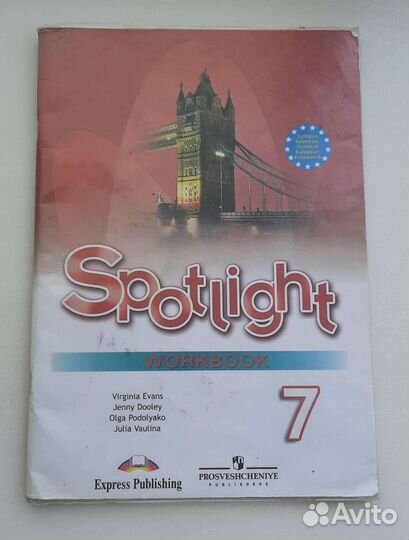 Spotlight
WORKBOOK
Virginia Evans
Jenny Dooley
Olga Podolyako
Julia Vaulina
7
Express Publishing
PROSVESHCHENIYE
PUBLISHERS
Avito